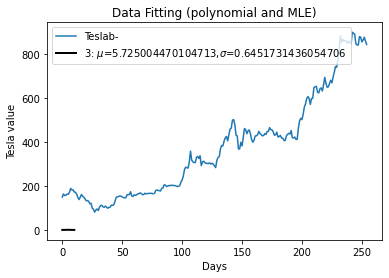 Data Fitting (polynomial and MLE)
Teslab-
3: μ=5.725004470104713,σ=0.6451731436054706
Tesla value
800
600
400
200
0
0 50 100 150 200 250
Days